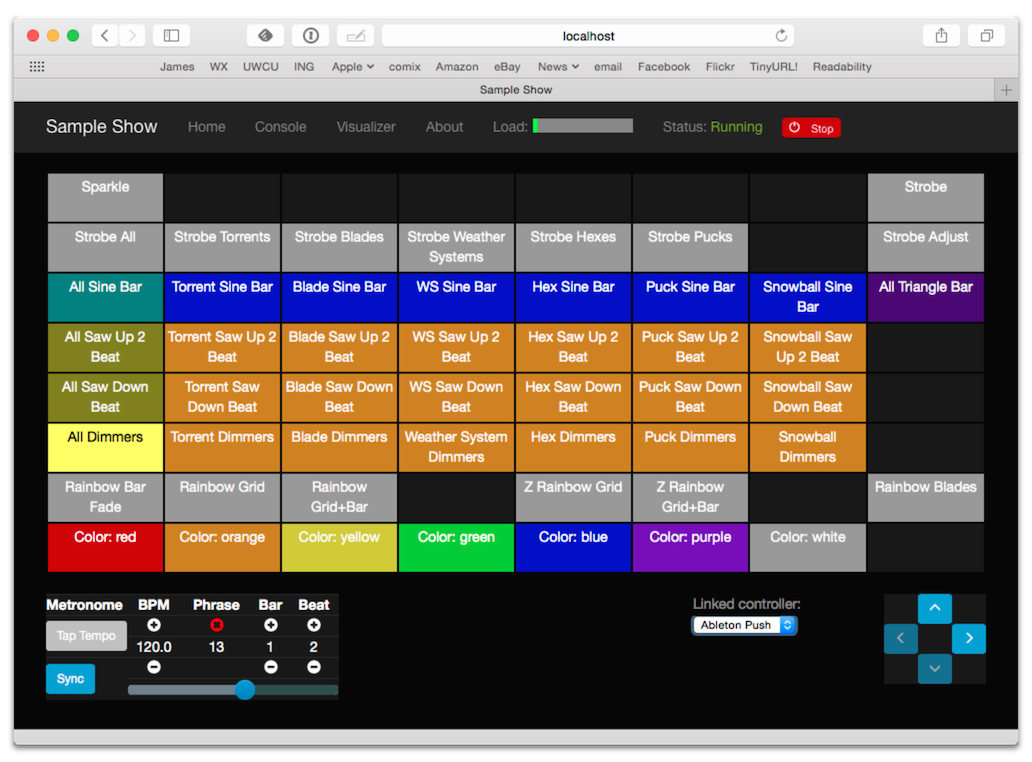 localhost
James WX UWCU ING Apple comix Amazon eBay News email Facebook Flickr TinyURL! Readability
Sample Show
Sample Show Home Console Visualizer About Load: Status: Running Stop
Sparkle Strobe
Strobe All Strobe Torrents Strobe Blades Strobe Weather Strobe Hexes Strobe Pucks Strobe Adjust
Systems
All Sine Bar Torrent Sine Bar Blade Sine Bar WS Sine Bar Hex Sine Bar Puck Sine Bar Snowball Sine All Triangle Bar
Bar
All Saw Up 2 Torrent Saw Up 2 Blade Saw Up 2 WS Saw Up 2 Hex Saw Up 2 Puck Saw Up 2 Snowball Saw
Beat Beat Beat Beat Beat Beat Up 2 Beat
All Saw Down Torrent Saw Blade Saw Down WS Saw Down Hex Saw Down Puck Saw Down Snowball Saw
Beat Down Beat Beat Beat Beat Beat Down Beat
All Dimmers Torrent Dimmers Blade Dimmers Weather System Hex Dimmers Puck Dimmers Snowball
Dimmers Dimmers
Rainbow Bar Rainbow Grid Rainbow Z Rainbow Grid Z Rainbow Rainbow Blades
Fade Grid+Bar Grid+Bar
Color: red Color: orange Color: yellow Color: green Color: blue Color: purple Color: white
Metronome BPM Phrase Bar Beat Linked controller:
Tap Tempo 120.0 13 1 2 Ableton Push
Sync